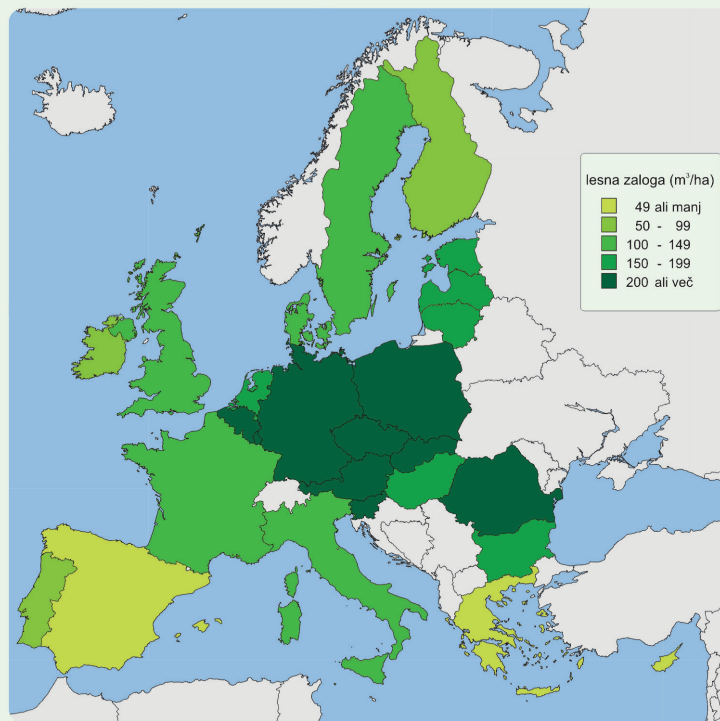 lesna zaloga (m³/ha)
49 ali manj
50 - 99
100 - 149
150 - 199
200 ali več